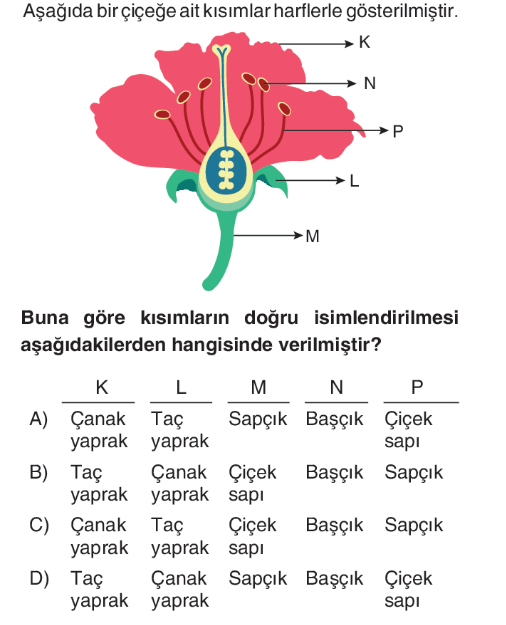 Aşağıda bir çiçeğe ait kısımlar harflerle gösterilmiştir.
K
N
P
L
M
Buna göre kısımların doğru isimlendirilmesi
aşağıdakilerden hangisinde verilmiştir?
K L M N P
A) Çanak Taç Sapçık Başçık Çiçek
yaprak yaprak sapı
B) Taç Çanak Çiçek Başçık Sapçık
yaprak yaprak sapı
C) Çanak Taç Çiçek Başçık Sapçık
yaprak yaprak sapı
D) Taç Çanak Sapçık Başçık Çiçek
yaprak yaprak sapı